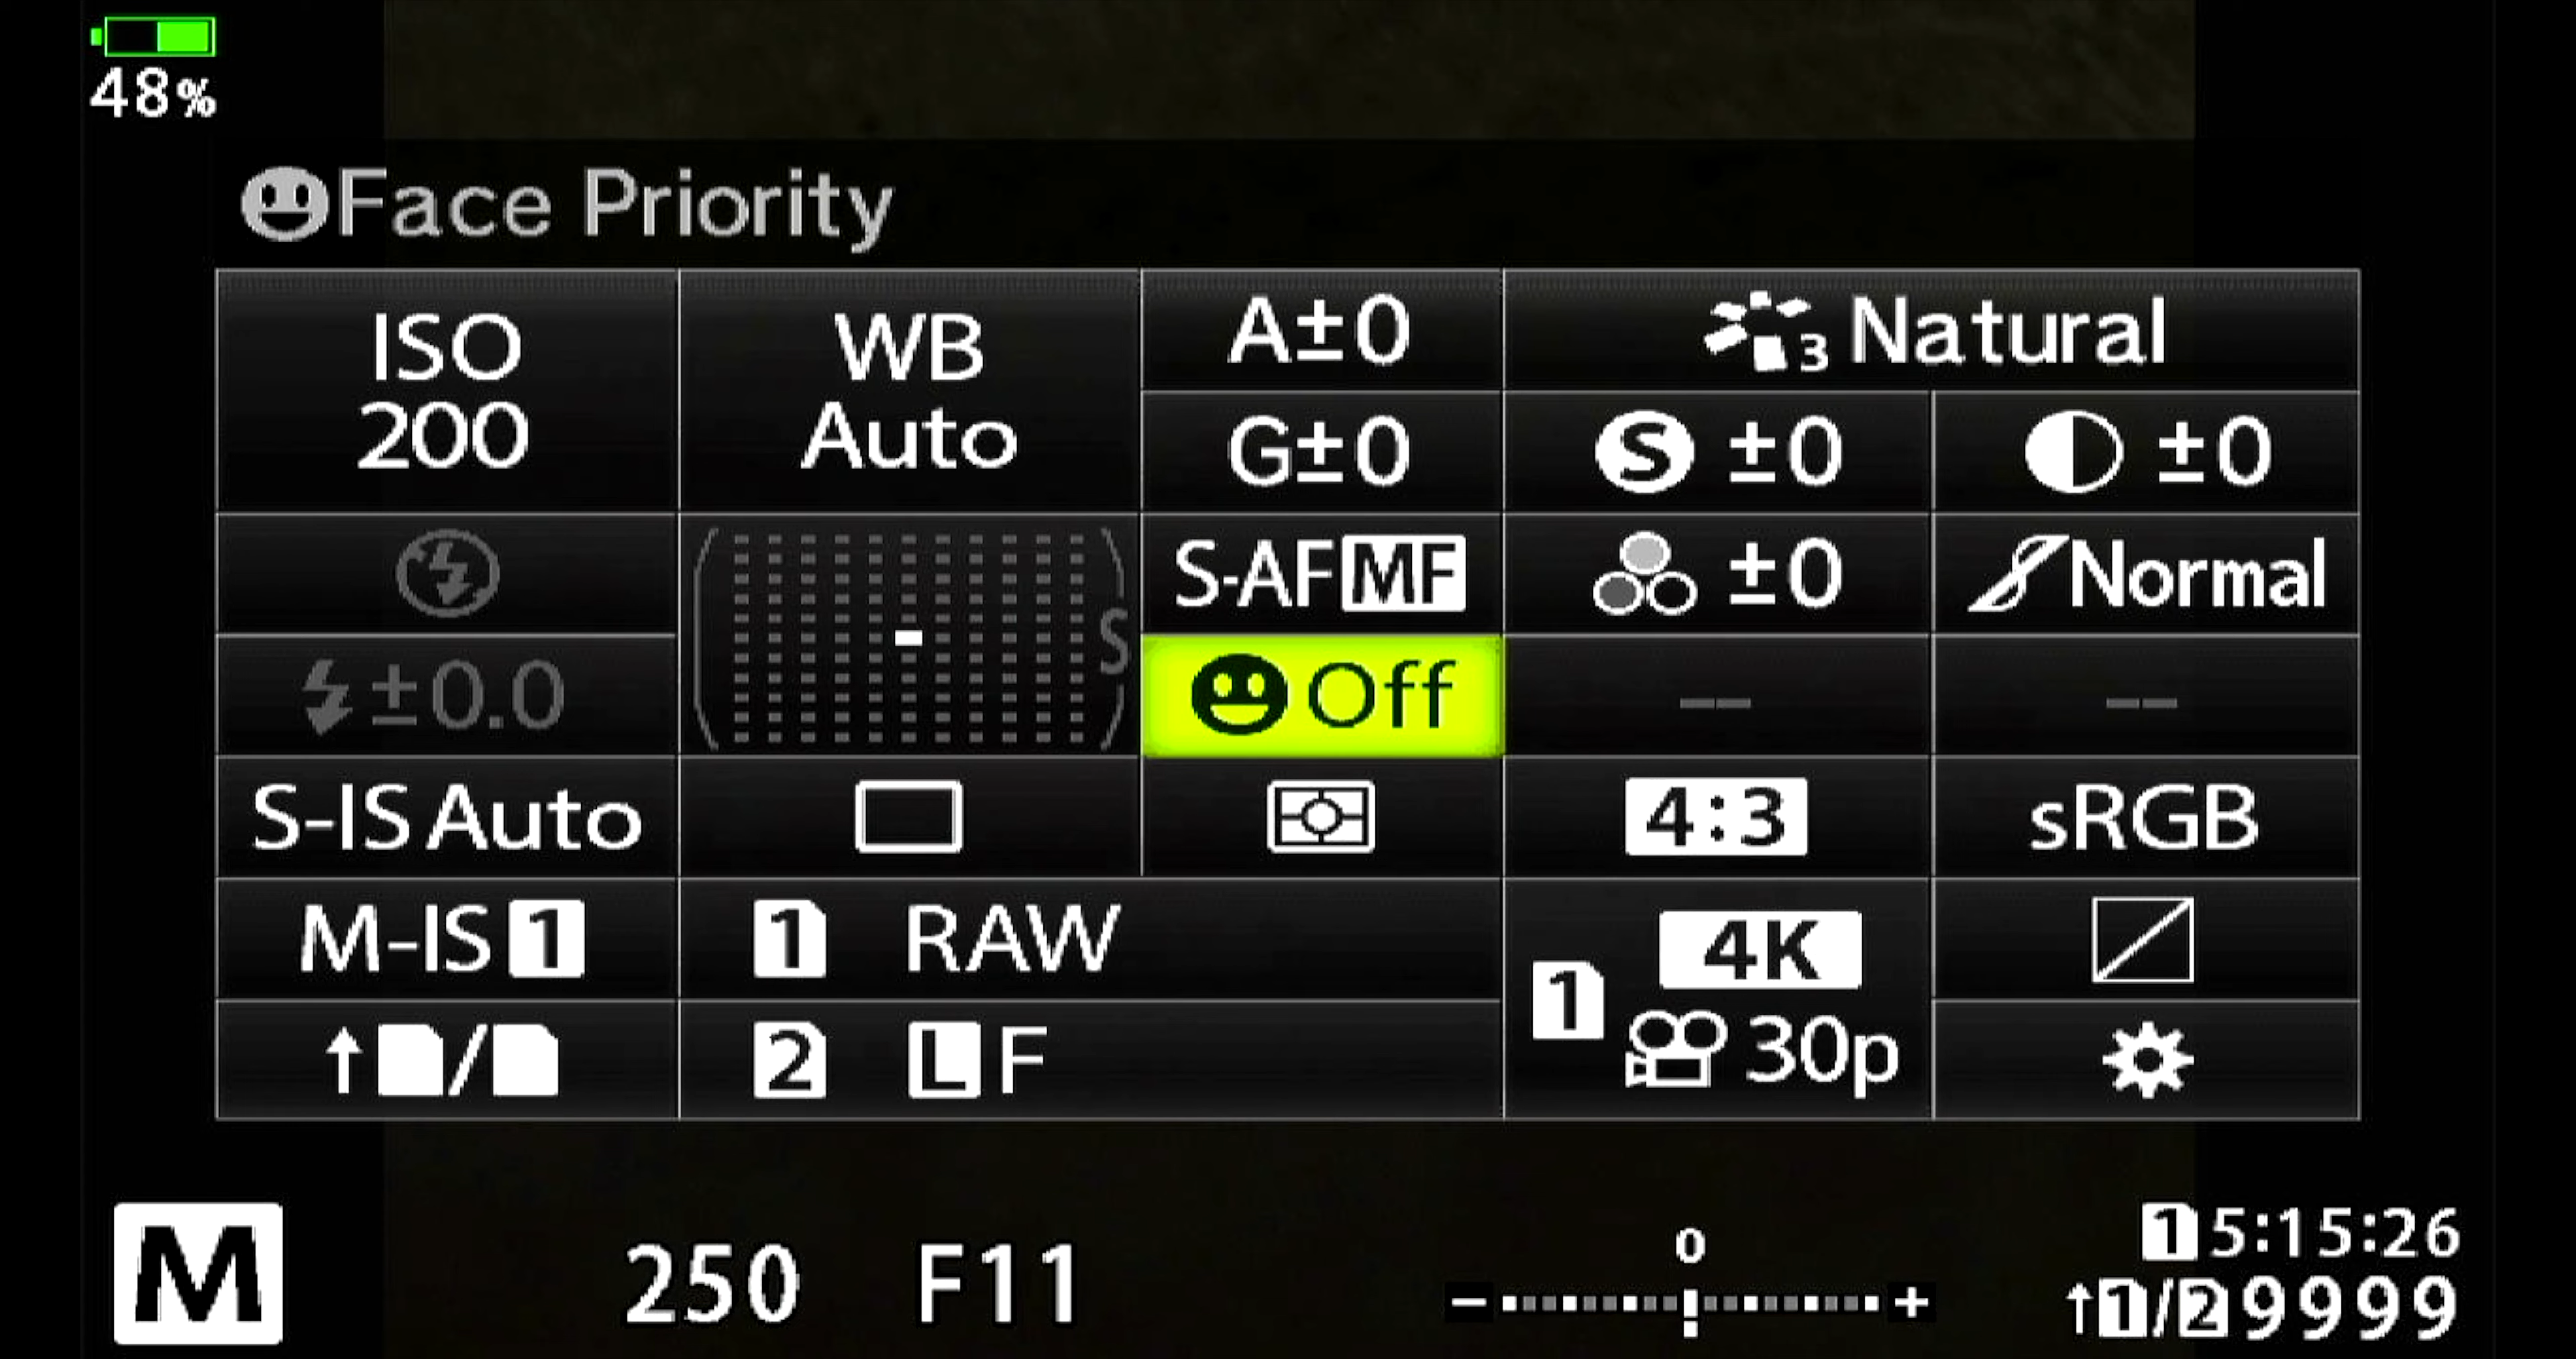 48%
Face Priority
ISO 200
WB Auto
A±0
3 Natural
G±0
S ±0
±0
S-AF MF
±0
Normal
±0.0
S
Off
--
--
S-IS Auto
4:3
sRGB
M-IS 1
1 RAW
1 4K 30p
2 L F
M
250 F11
0
- +
1 5:15:26
1/2 9999